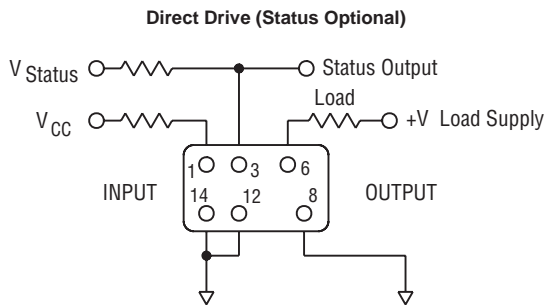 Direct Drive (Status Optional)
V Status
Status Output
Load
V CC
+V Load Supply
1 3 6
INPUT
14 12 8
OUTPUT